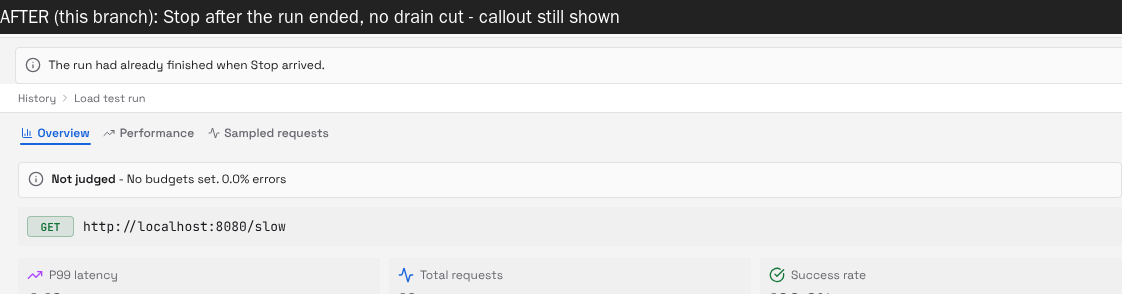 AFTER (this branch): Stop after the run ended, no drain cut - callout still shown
The run had already finished when Stop arrived.
History > Load test run
Overview Performance Sampled requests
Not judged - No budgets set. 0.0% errors
GET http://localhost:8080/slow
P99 latency Total requests Success rate